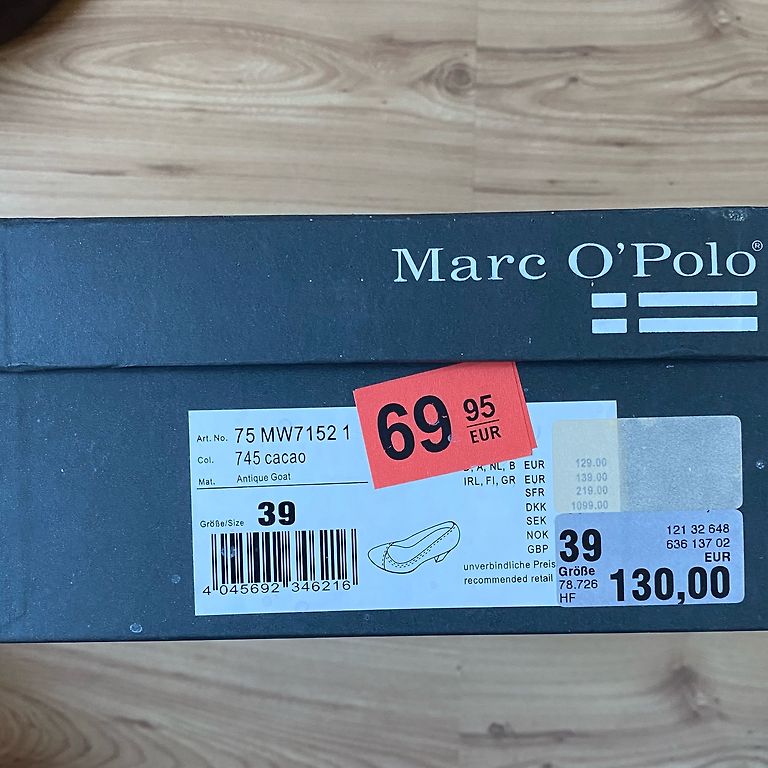 Marc O'Polo®
69 95 EUR
Art. No. 75 MW7152 1
Col. 745 cacao
Mat. Antique Goat
Größe/Size 39
4 045692 346216
A, NL, B EUR 129.00
IRL, FI, GR EUR 139.00
SFR 219.00
DKK 1099.00
SEK
NOK
GBP
unverbindliche Preis
recommended retail
39
Größe
78.726
HF
121 32 648
636 137 02
EUR
130,00